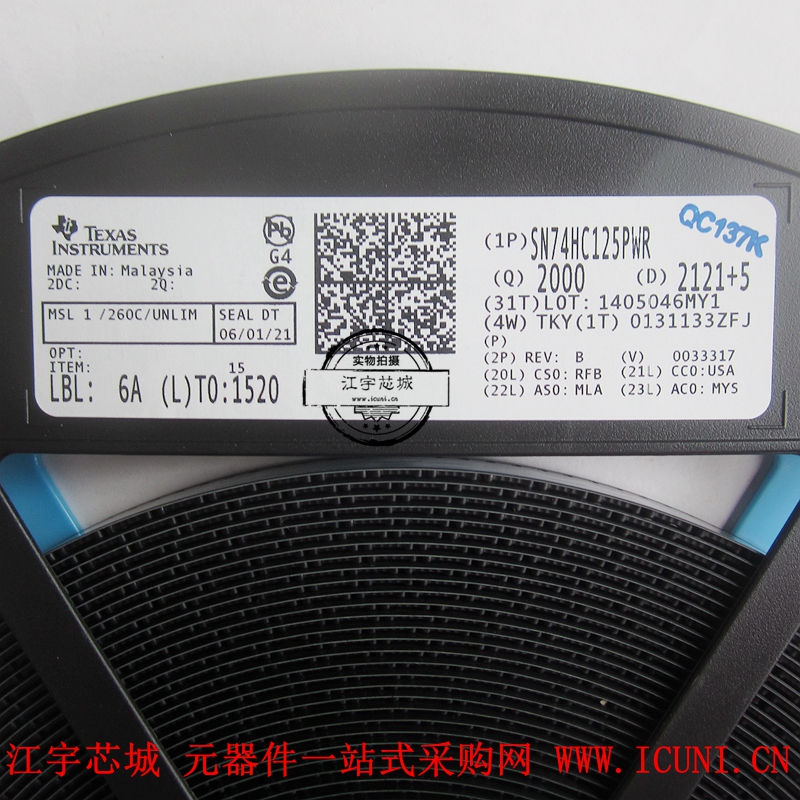 TEXAS
INSTRUMENTS
MADE IN: Malaysia
2DC: 2Q:
MSL 1 /260C/UNLIM
SEAL DT
06/01/21
OPT:
ITEM: 15
LBL: 6A (L)TO:1520
Pb
G4
e
(1P) SN74HC125PWR
(Q) 2000 (D) 2121+5
(31T)LOT: 1405046MY1
(4W) TKY(1T) 0131133ZFJ
(P)
(2P) REV: B (V) 0033317
(20L) CSO: RFB (21L) CCO:USA
(22L) ASO: MLA (23L) ACO: MYS
QC137K
实物拍摄
江宇芯城
www.icuni.cn
江宇芯城 元器件一站式采购网 WWW.ICUNI.CN